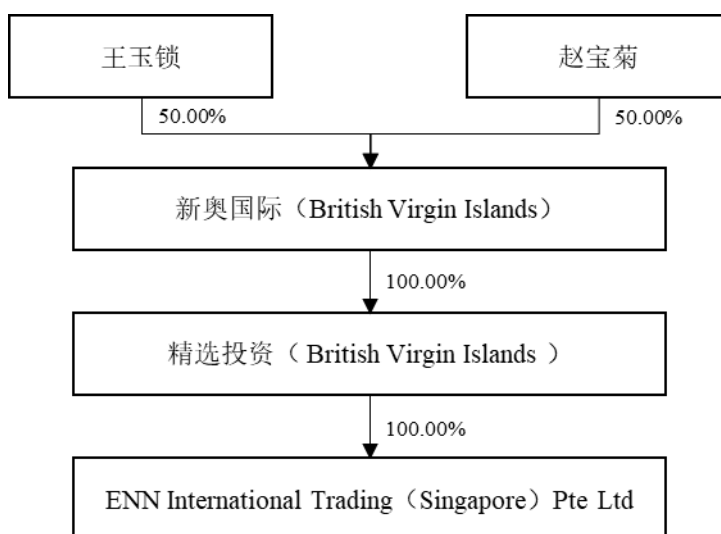 王玉锁
赵宝菊
50.00%
50.00%
新奥国际（British Virgin Islands）
100.00%
精选投资（ British Virgin Islands ）
100.00%
ENN International Trading（Singapore）Pte Ltd